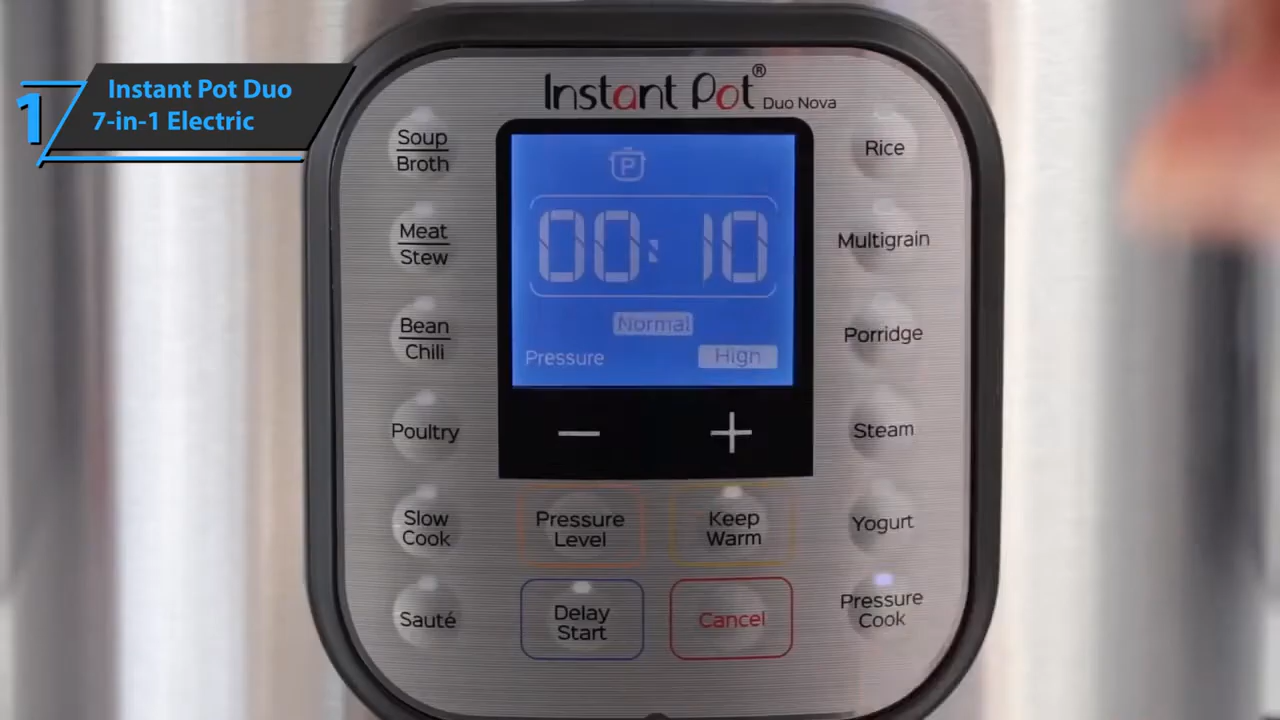 1
Instant Pot Duo
7-in-1 Electric
Instant Pot®
Duo Nova
Soup
Broth
Meat
Stew
Bean
Chili
Poultry
Slow
Cook
Sauté
P
00:10
Normal
Pressure High
− +
Pressure
Level
Keep
Warm
Delay
Start
Cancel
Rice
Multigrain
Porridge
Steam
Yogurt
Pressure
Cook